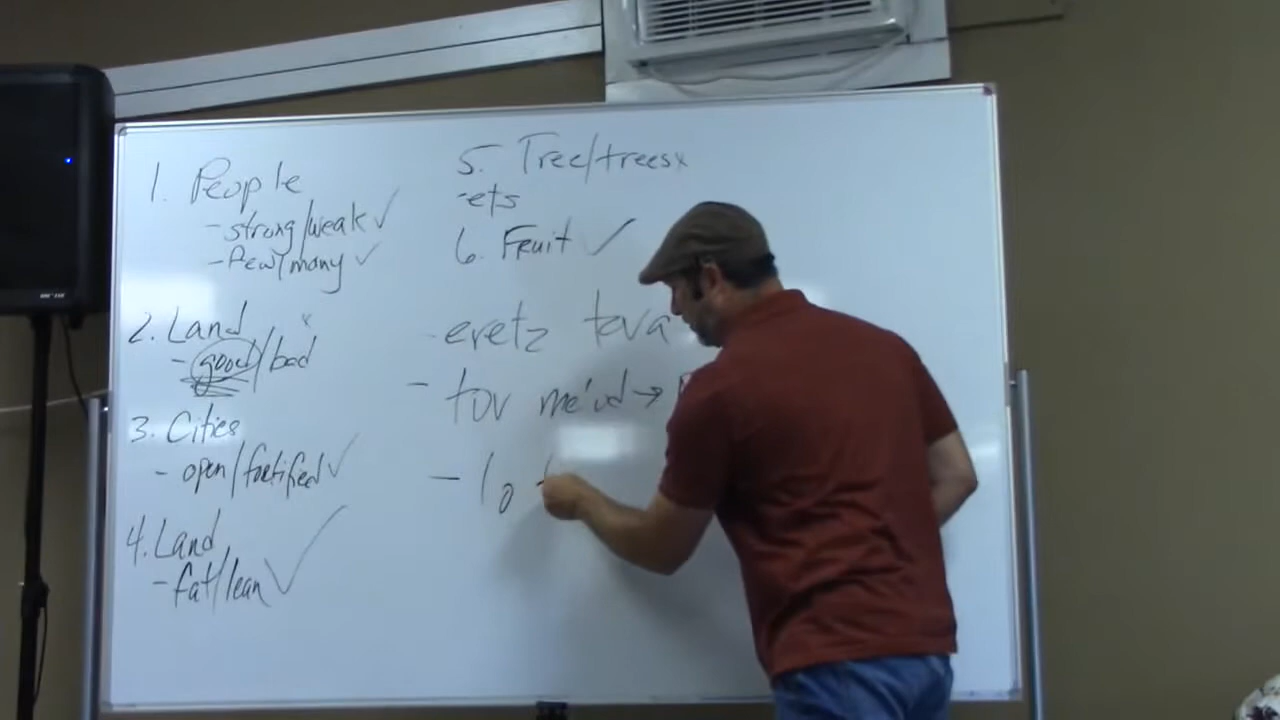 1. People
- strong/weak ✓
- few/many ✓
2. Land
- good/bad
3. Cities
- open/fortified ✓
4. Land
- fat/lean ✓
5. Tree/trees x
-ets
6. Fruit ✓
- eretz tova
- tov me'od →
- lo